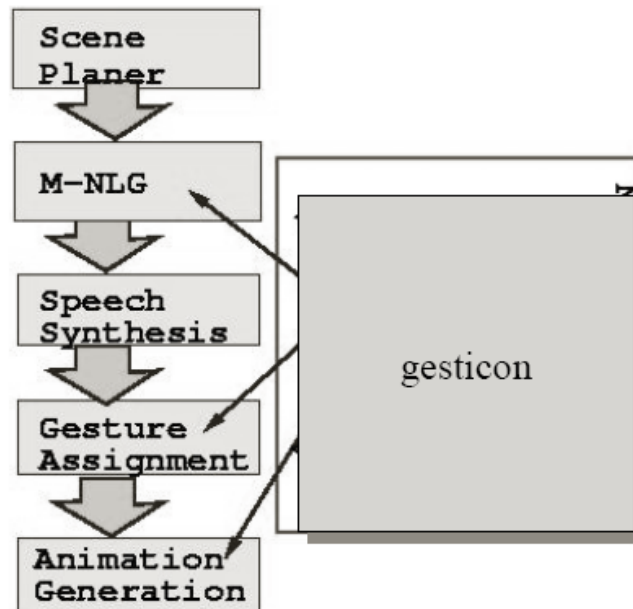 Scene
Planer
M-NLG
Speech
Synthesis
Gesture
Assignment
Animation
Generation
gesticon